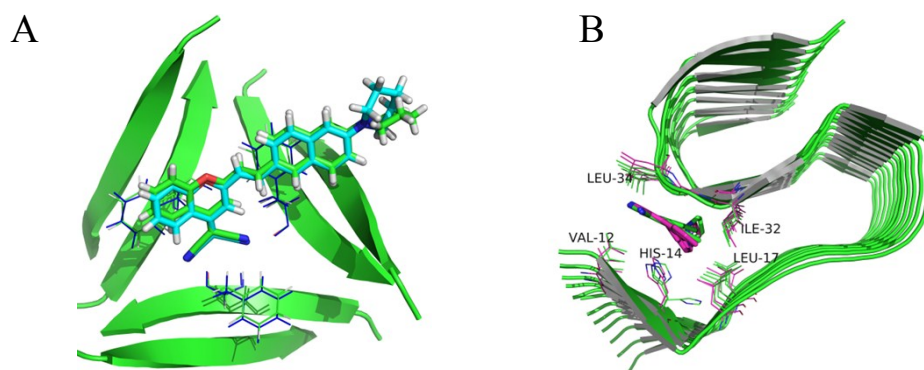 A
B
LEU-34
ILE-32
VAL-12
HIS-14
LEU-17